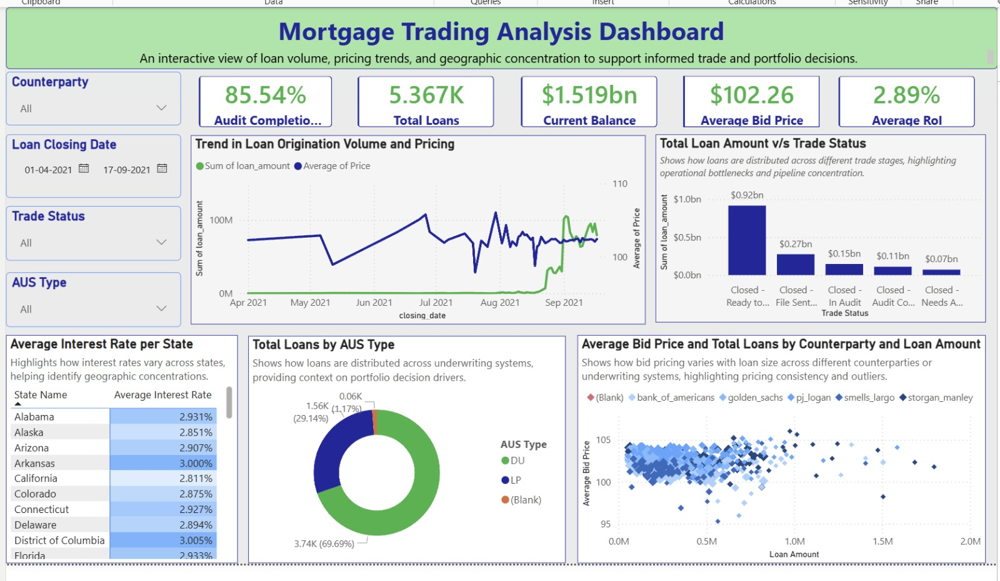 Clipboard
Data
Queries
Insert
Calculations
Sensitivity
Share
Mortgage Trading Analysis Dashboard
An interactive view of loan volume, pricing trends, and geographic concentration to support informed trade and portfolio decisions.
Counterparty
All
85.54%
Audit Completio...
5.367K
Total Loans
$1.519bn
Current Balance
$102.26
Average Bid Price
2.89%
Average RoI
Loan Closing Date
01-04-2021
17-09-2021
Trade Status
All
AUS Type
All
Trend in Loan Origination Volume and Pricing
Sum of loan_amount
Average of Price
Sum of loan_amount
100M
0M
110
100
Average of Price
Apr 2021
May 2021
Jun 2021
Jul 2021
Aug 2021
Sep 2021
closing_date
Total Loan Amount v/s Trade Status
Shows how loans are distributed across different trade stages, highlighting
operational bottlenecks and pipeline concentration.
Sum of loan_amount
$1.0bn
$0.5bn
$0.0bn
$0.92bn
$0.27bn
$0.15bn
$0.11bn
$0.07bn
Closed -
Ready to...
Closed -
File Sent...
Closed -
In Audit
Closed -
Audit Co...
Closed -
Needs A...
Trade Status
Average Interest Rate per State
Highlights how interest rates vary across states,
helping identify geographic concentrations.
State Name Average Interest Rate
Alabama 2.931%
Alaska 2.851%
Arizona 2.907%
Arkansas 3.000%
California 2.811%
Colorado 2.875%
Connecticut 2.927%
Delaware 2.894%
District of Columbia 3.005%
Florida 2.933%
Total Loans by AUS Type
Shows how loans are distributed across underwriting systems,
providing context on portfolio decision drivers.
0.06K
(1.17%)
1.56K
(29.14%)
3.74K (69.69%)
AUS Type
DU
LP
(Blank)
Average Bid Price and Total Loans by Counterparty and Loan Amount
Shows how bid pricing varies with loan size across different counterparties or
underwriting systems, highlighting pricing consistency and outliers.
(Blank)
bank_of_americans
golden_sachs
pj_logan
smells_largo
storgan_manley
Average Bid Price
105
100
95
0.0M
0.5M
1.0M
1.5M
2.0M
Loan Amount